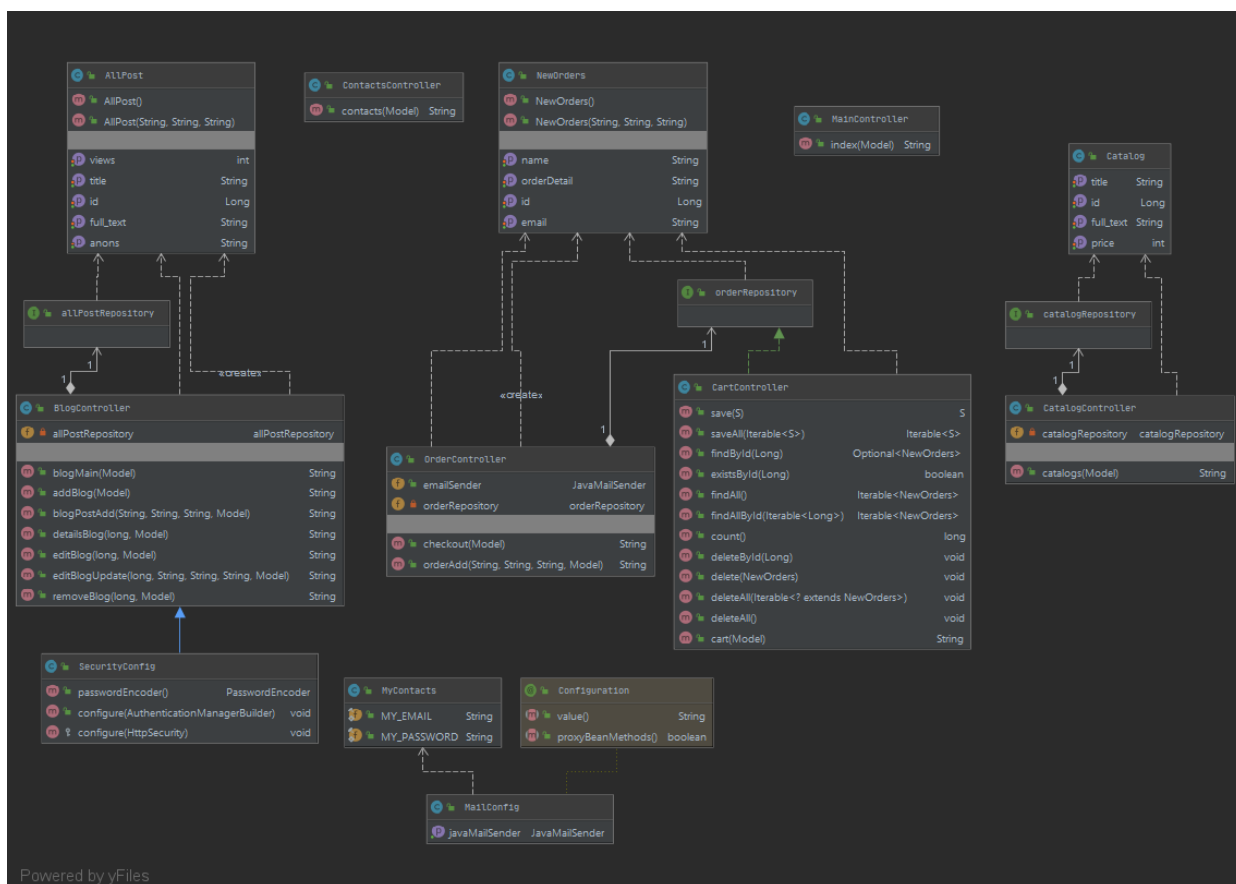 AllPost
AllPost()
AllPost(String, String, String)
views int
title String
id Long
full_text String
anons String
ContactsController
contacts(Model) String
NewOrders
NewOrders()
NewOrders(String, String, String)
name String
orderDetail String
id Long
email String
MainController
index(Model) String
Catalog
title String
id Long
full_text String
price int
allPostRepository
orderRepository
catalogRepository
1
1
«create»
1
1
«create»
1
1
BlogController
allPostRepository allPostRepository
blogMain(Model) String
addBlog(Model) String
blogPostAdd(String, String, String, Model) String
detailsBlog(long, Model) String
editBlog(long, Model) String
editBlogUpdate(long, String, String, String, Model) String
removeBlog(long, Model) String
OrderController
emailSender JavaMailSender
orderRepository orderRepository
checkout(Model) String
orderAdd(String, String, String, Model) String
CartController
save(S) S
saveAll(Iterable<S>) Iterable<S>
findById(Long) Optional<NewOrders>
existsById(Long) boolean
findAll() Iterable<NewOrders>
findAllById(Iterable<Long>) Iterable<NewOrders>
count() long
deleteById(Long) void
delete(NewOrders) void
deleteAll(Iterable<? extends NewOrders>) void
deleteAll() void
cart(Model) String
CatalogController
catalogRepository catalogRepository
catalogs(Model) String
SecurityConfig
passwordEncoder() PasswordEncoder
configure(AuthenticationManagerBuilder) void
configure(HttpSecurity) void
MyContacts
MY_EMAIL String
MY_PASSWORD String
Configuration
value() String
proxyBeanMethods() boolean
MailConfig
javaMailSender JavaMailSender
Powered by yFiles